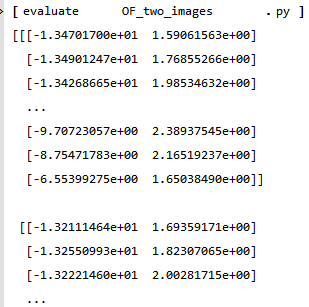 [ evaluate OF_two_images . py ]
[[[-1.34701700e+01 1.59061563e+00]
[-1.34901247e+01 1.76855266e+00]
[-1.34268665e+01 1.98534632e+00]
...
[-9.70723057e+00 2.38937545e+00]
[-8.75471783e+00 2.16519237e+00]
[-6.55399275e+00 1.65038490e+00]]
[[-1.32111464e+01 1.69359171e+00]
[-1.32550993e+01 1.82307065e+00]
[-1.32221460e+01 2.00281715e+00]
...